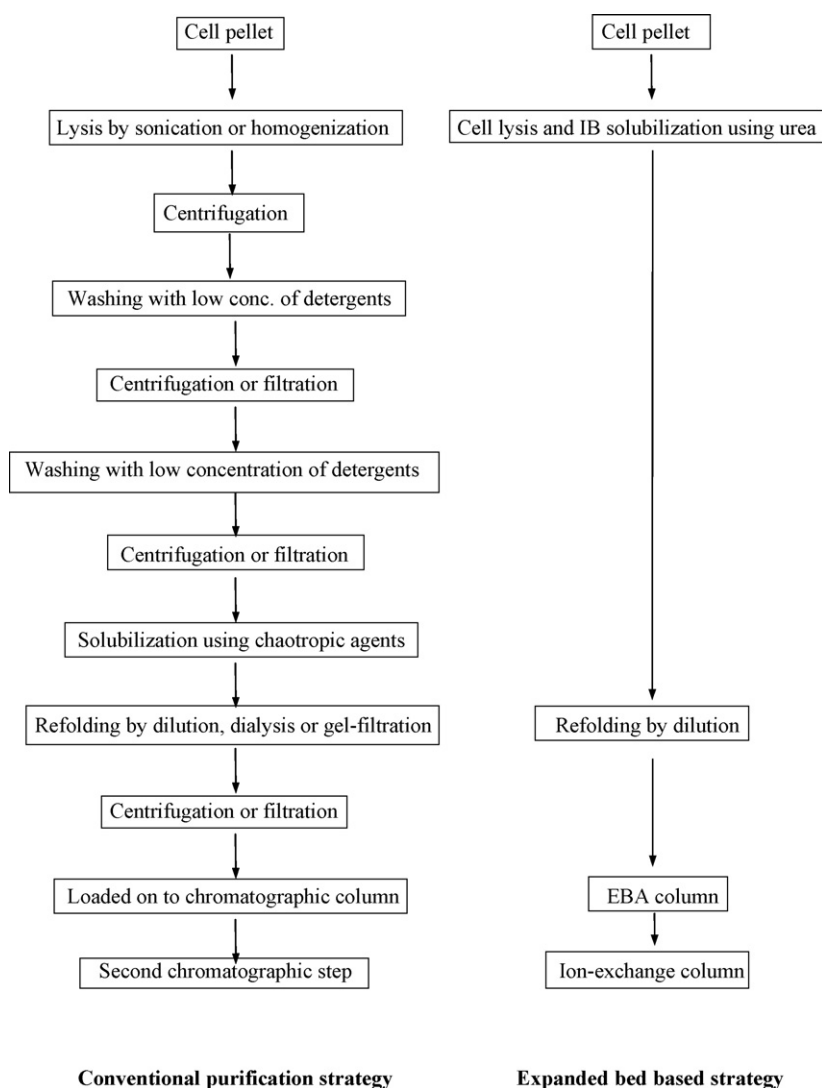 Cell pellet
Lysis by sonication or homogenization
Centrifugation
Washing with low conc. of detergents
Centrifugation or filtration
Washing with low concentration of detergents
Centrifugation or filtration
Solubilization using chaotropic agents
Refolding by dilution, dialysis or gel-filtration
Centrifugation or filtration
Loaded on to chromatographic column
Second chromatographic step
Conventional purification strategy
Cell pellet
Cell lysis and IB solubilization using urea
Refolding by dilution
EBA column
Ion-exchange column
Expanded bed based strategy